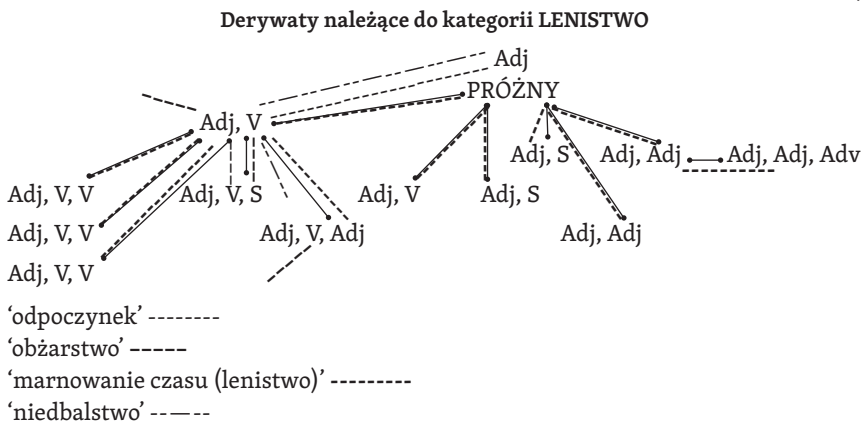 Derywaty należące do kategorii LENISTWO
Adj
PRÓŻNY
Adj, V
Adj, S Adj, Adj Adj, Adj, Adv
Adj, V, V Adj, V, S Adj, V Adj, S
Adj, V, V Adj, V, Adj Adj, Adj
Adj, V, V
‘odpoczynek’ --------
‘obżarstwo’ -----
‘marnowanie czasu (lenistwo)’ ---------
‘niedbalstwo’ --—--